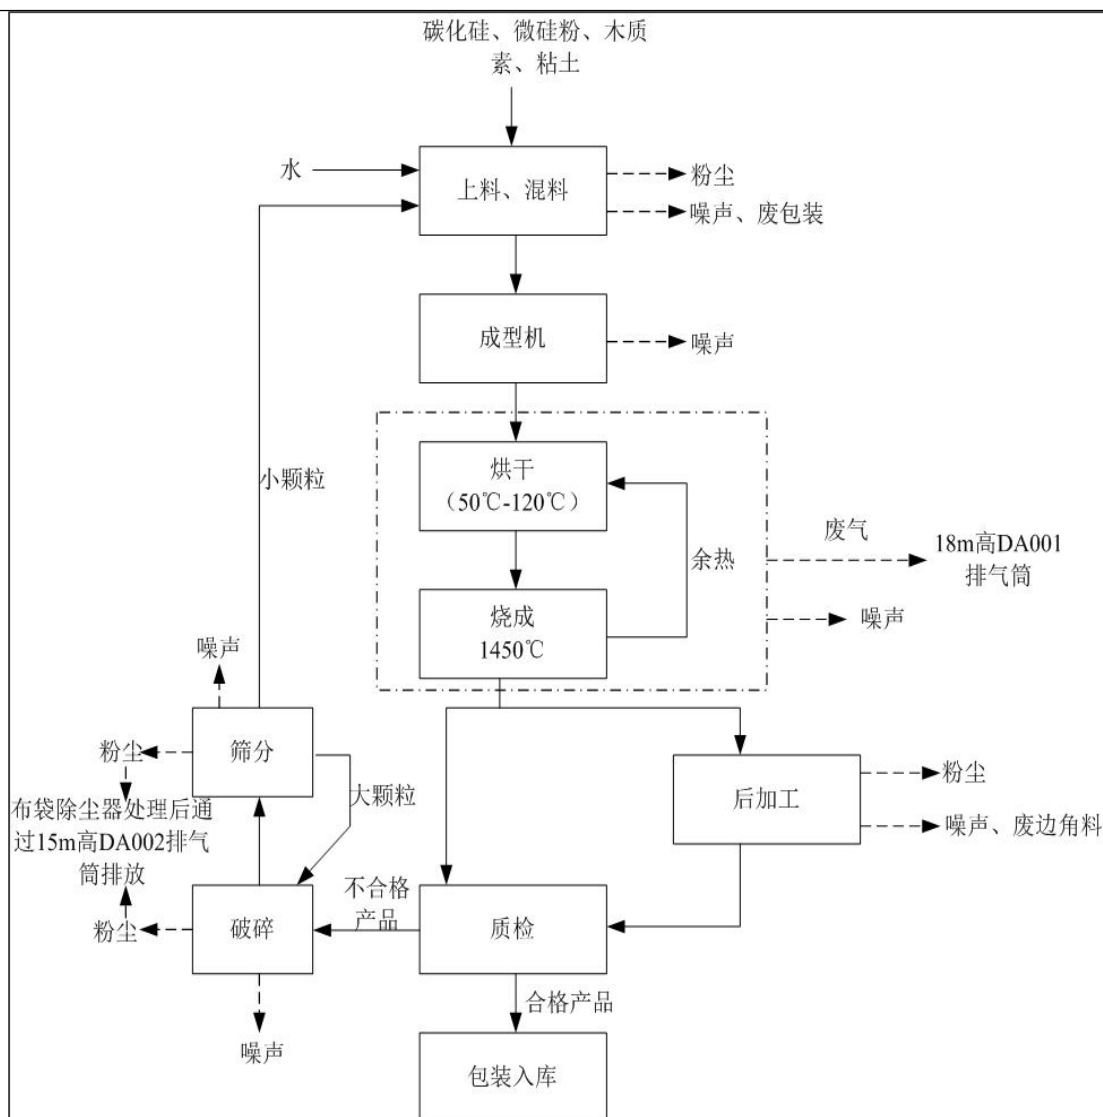 碳化硅、微硅粉、木质
素、粘土
水
上料、混料
粉尘
噪声、废包装
成型机
噪声
小颗粒
烘干
（50℃-120℃）
余热
废气
18m高DA001
排气筒
烧成
1450℃
噪声
噪声
粉尘
筛分
大颗粒
布袋除尘器处理后通
过15m高DA002排气
筒排放
后加工
粉尘
噪声、废边角料
不合格
产品
粉尘
破碎
质检
噪声
合格产品
包装入库